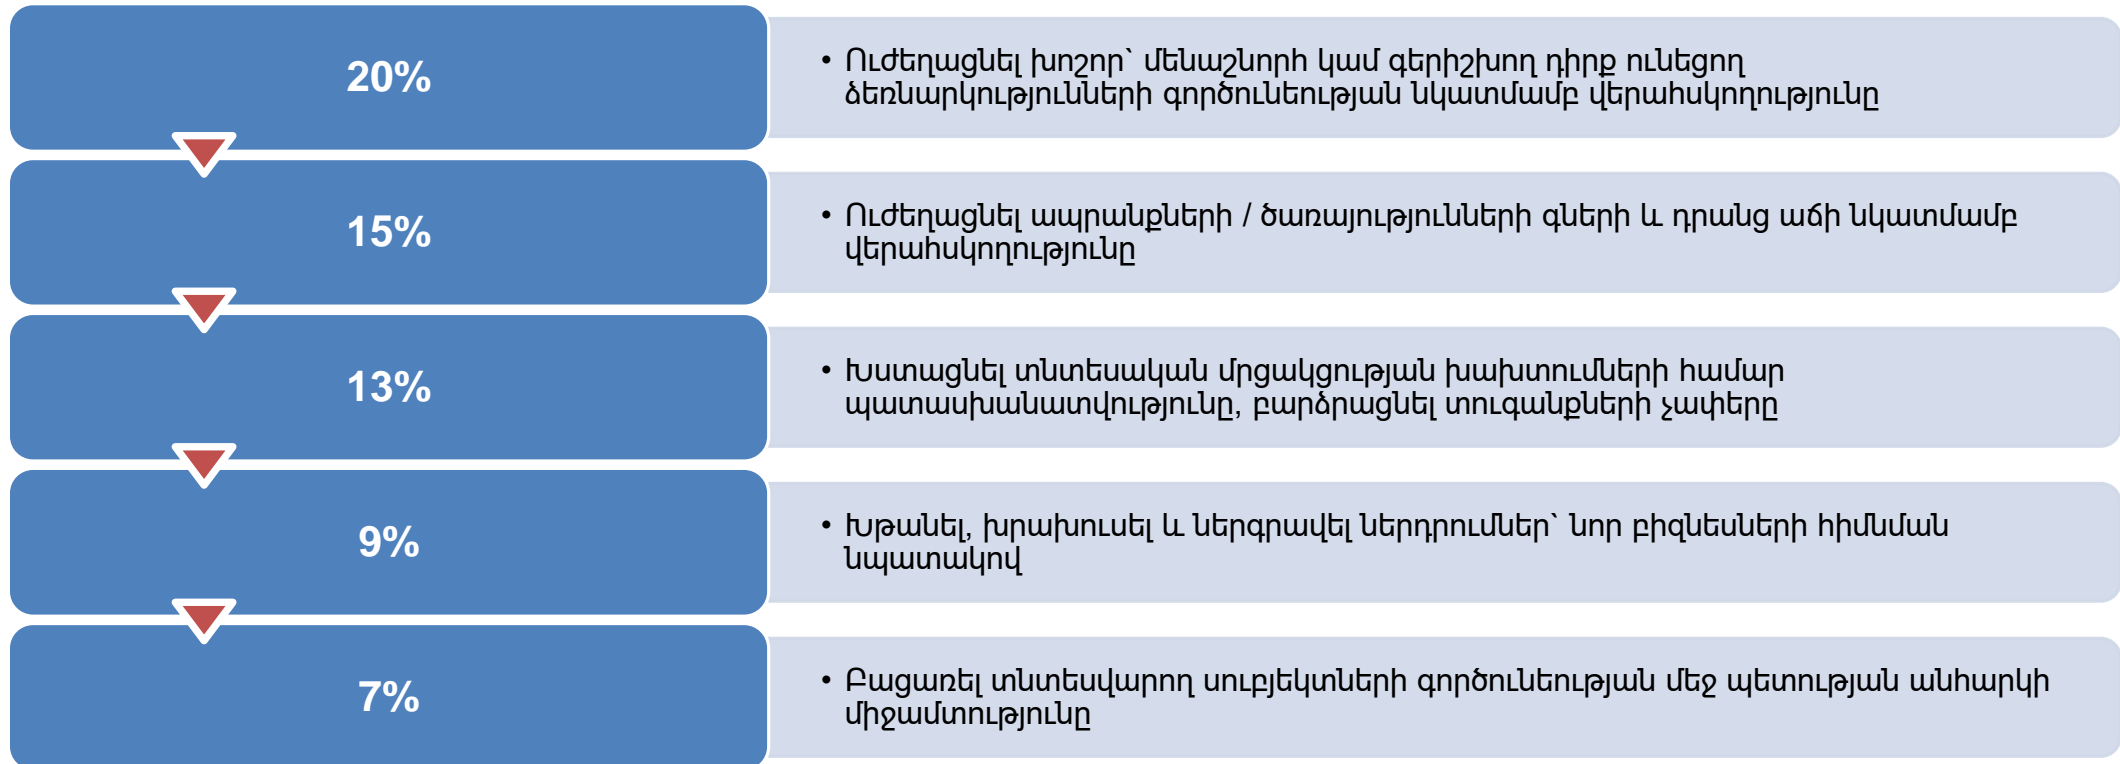 20%
• Ուժեղացնել խոշոր՝ մենաշնորհ կամ գերիշխող դիրք ունեցող
ձեռնարկությունների գործունեության նկատմամբ վերահսկողությունը
15%
• Ուժեղացնել ապրանքների / ծառայությունների գների և դրանց աճի նկատմամբ
վերահսկողությունը
13%
• Խստացնել տնտեսական մրցակցության խախտումների համար
պատասխանատվությունը, բարձրացնել տուգանքների չափերը
9%
• Խթանել, խրախուսել և ներգրավել ներդրումներ՝ նոր բիզնեսների հիմնման
նպատակով
7%
• Բացառել տնտեսվարող սուբյեկտների գործունեության մեջ պետության անհարկի
միջամտությունը